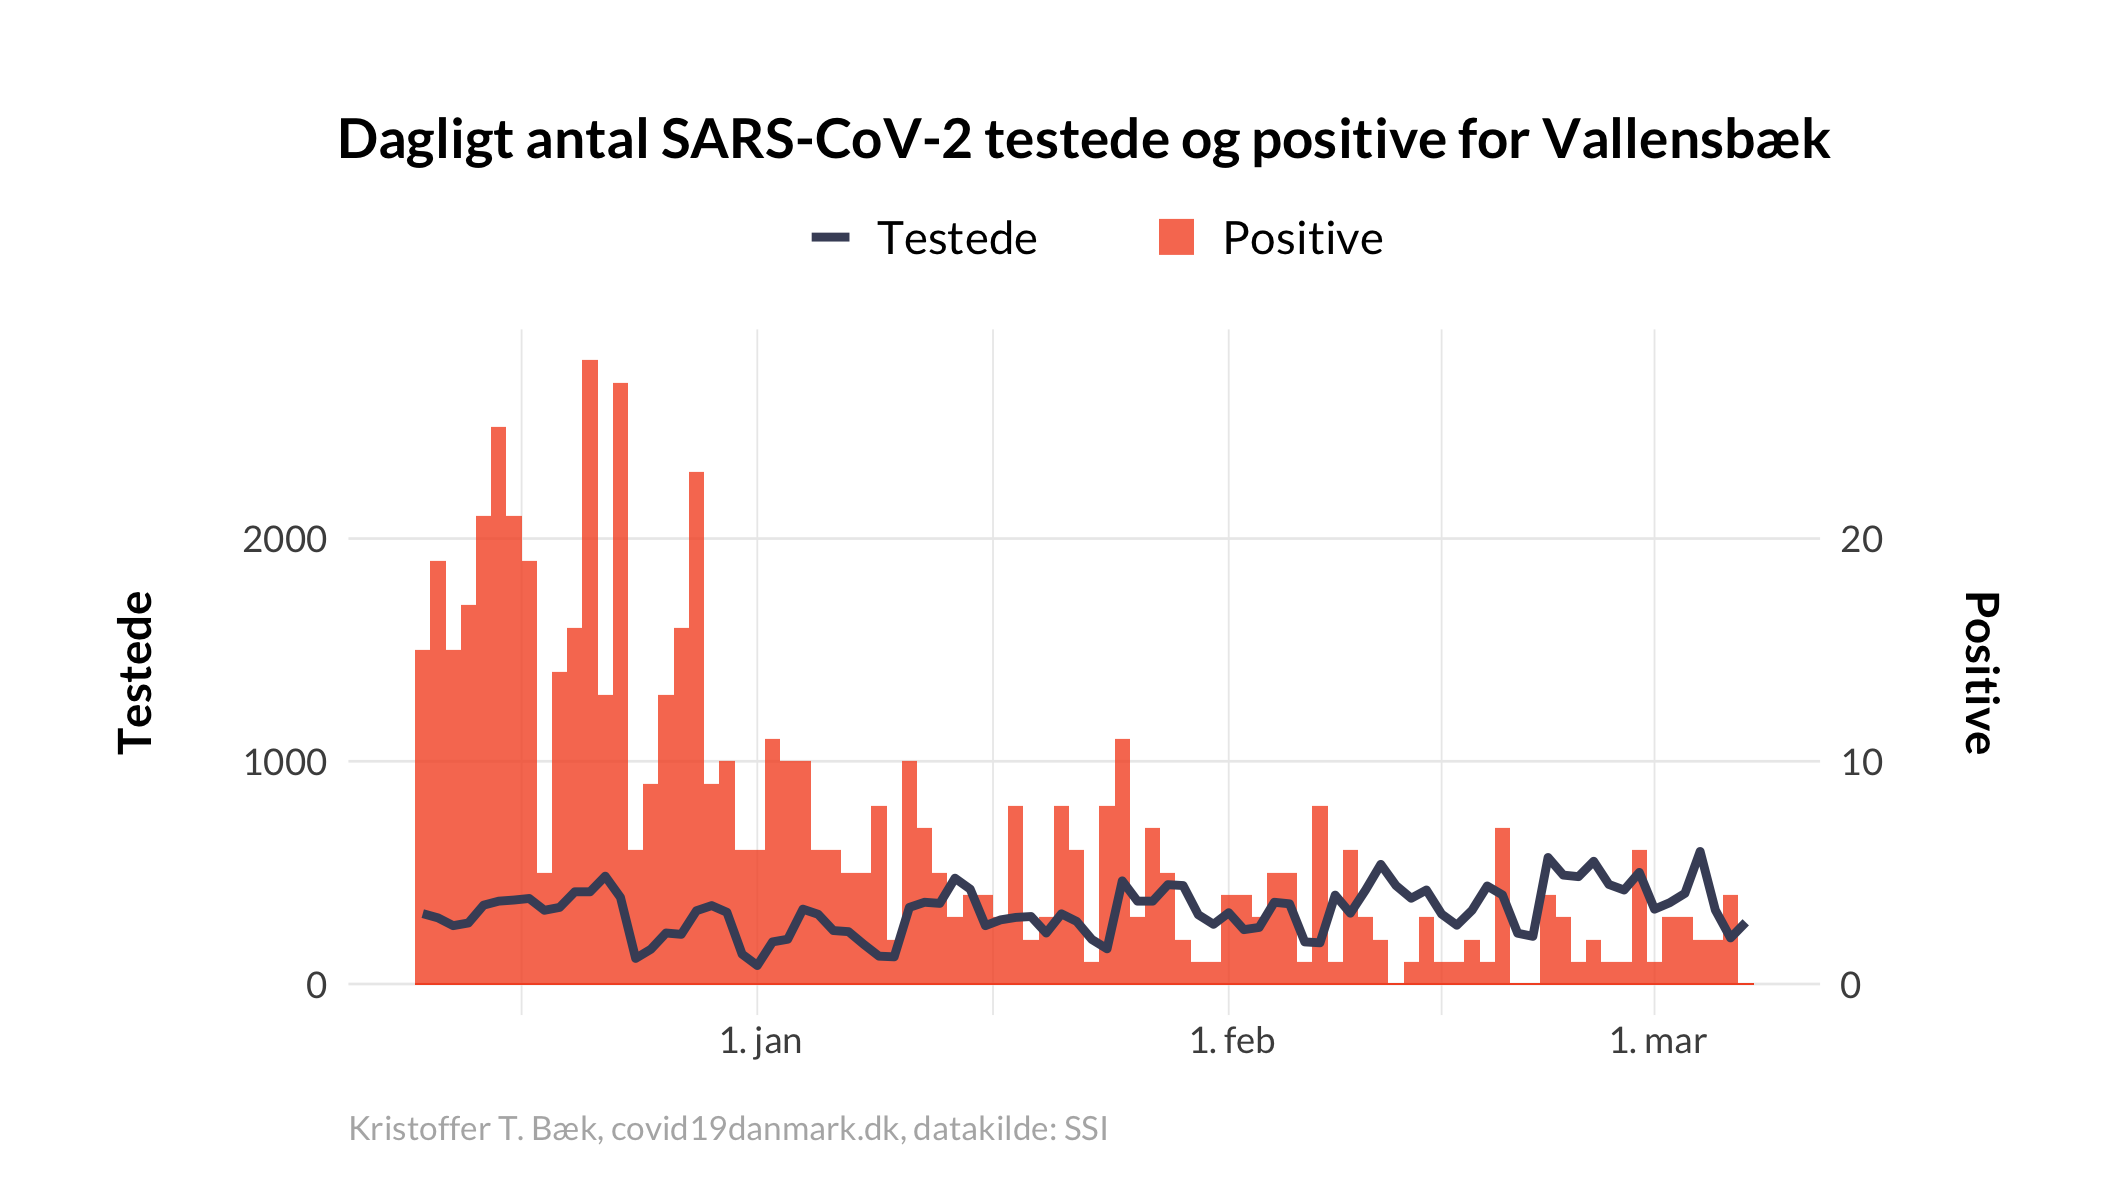 Dagligt antal SARS-CoV-2 testede og positive for Vallensbæk
Testede
Positive
2000
1000
0
Testede
20
10
0
Positive
1. jan
1. feb
1. mar
Kristoffer T. Bæk, covid19danmark.dk, datakilde: SSI